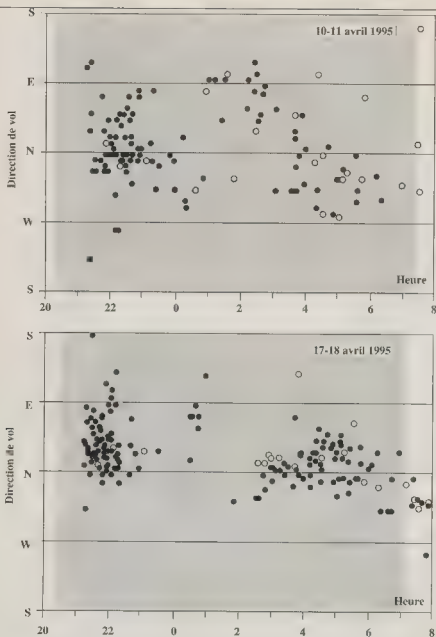 S
10-11 avril 1995
E
Direction de vol
N
W
S
Heure
20 22 0 2 4 6 8
S
17-18 avril 1995
E
Direction de vol
N
W
S
Heure
20 22 0 2 4 6 8